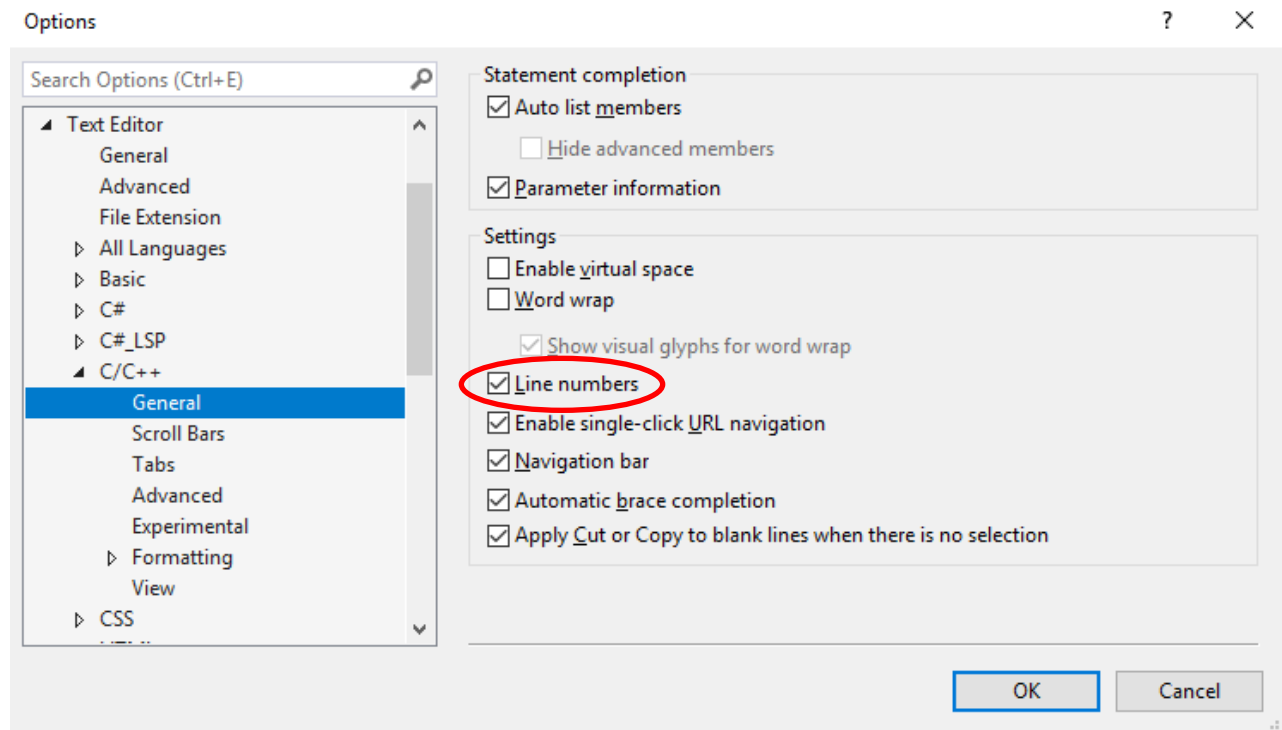 Options
?
Search Options (Ctrl+E)
Text Editor
General
Advanced
File Extension
All Languages
Basic
C#
C#_LSP
C/C++
General
Scroll Bars
Tabs
Advanced
Experimental
Formatting
View
CSS
Statement completion
Auto list members
Hide advanced members
Parameter information
Settings
Enable virtual space
Word wrap
Show visual glyphs for word wrap
Line numbers
Enable single-click URL navigation
Navigation bar
Automatic brace completion
Apply Cut or Copy to blank lines when there is no selection
OK
Cancel